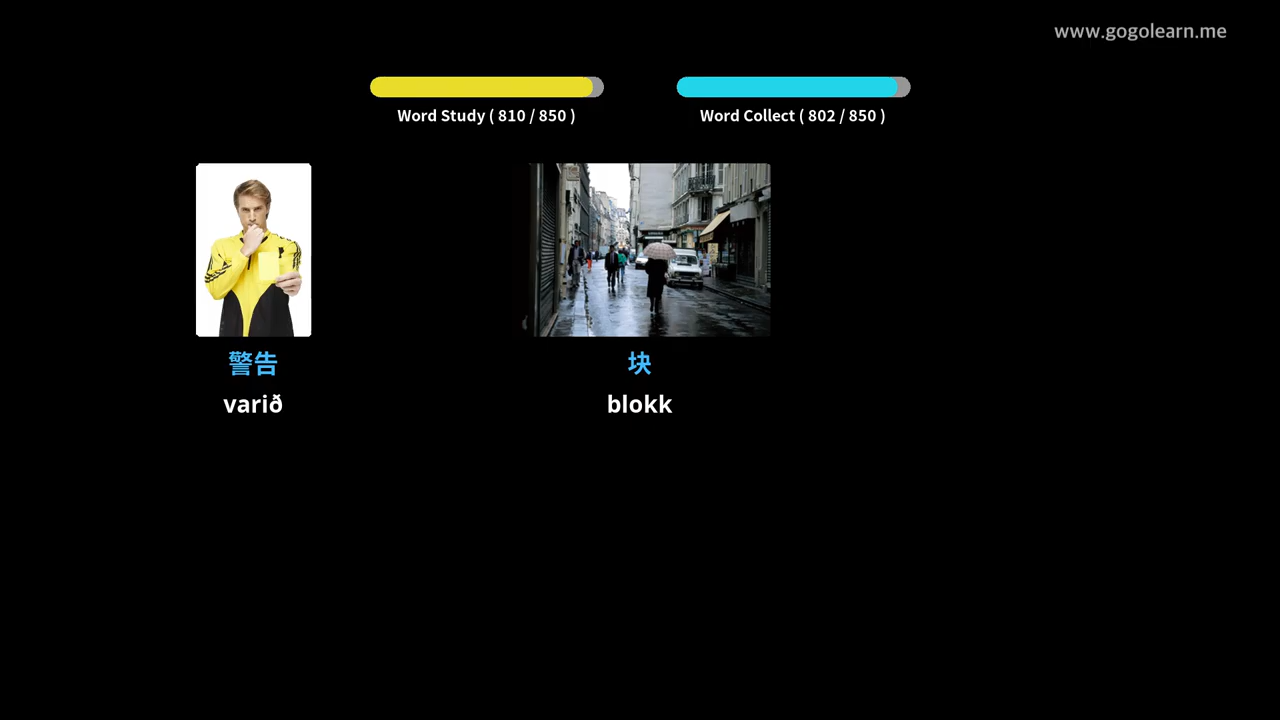 www.gogolearn.me
Word Study ( 810 / 850 )
Word Collect ( 802 / 850 )
警告
varið
块
blokk